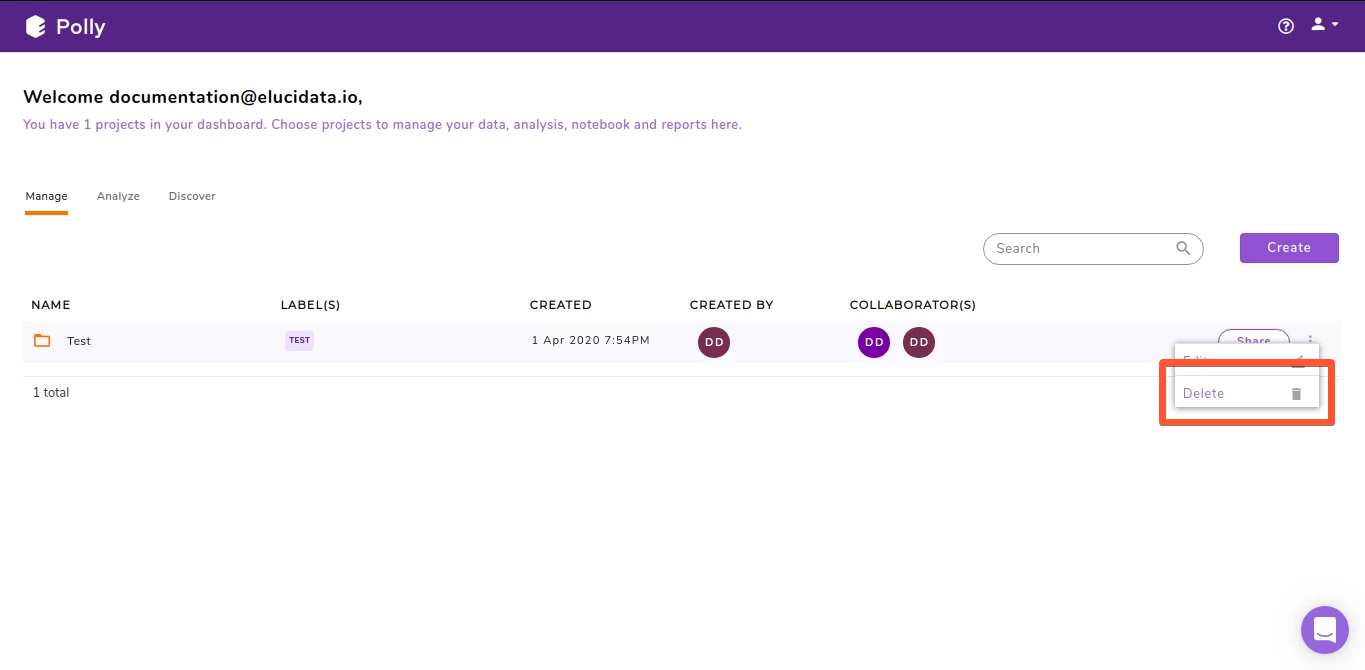 Polly
Welcome documentation@elucidata.io,
You have 1 projects in your dashboard. Choose projects to manage your data, analysis, notebook and reports here.
Manage Analyze Discover
Search Create
NAME LABEL(S) CREATED CREATED BY COLLABORATOR(S)
Test TEST 1 Apr 2020 7:54PM DD DD DD Share
Edit
1 total Delete